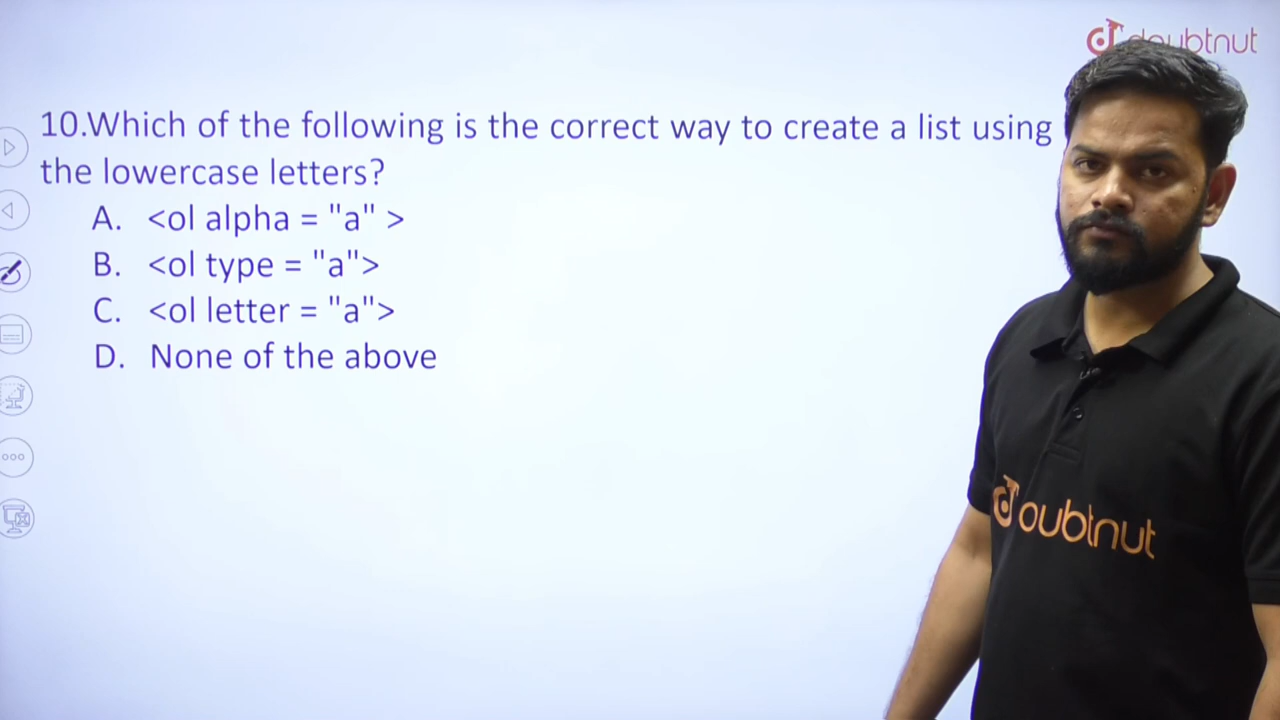 doubtnut
10.Which of the following is the correct way to create a list using
the lowercase letters?
A. <ol alpha = "a" >
B. <ol type = "a">
C. <ol letter = "a">
D. None of the above
doubtnut